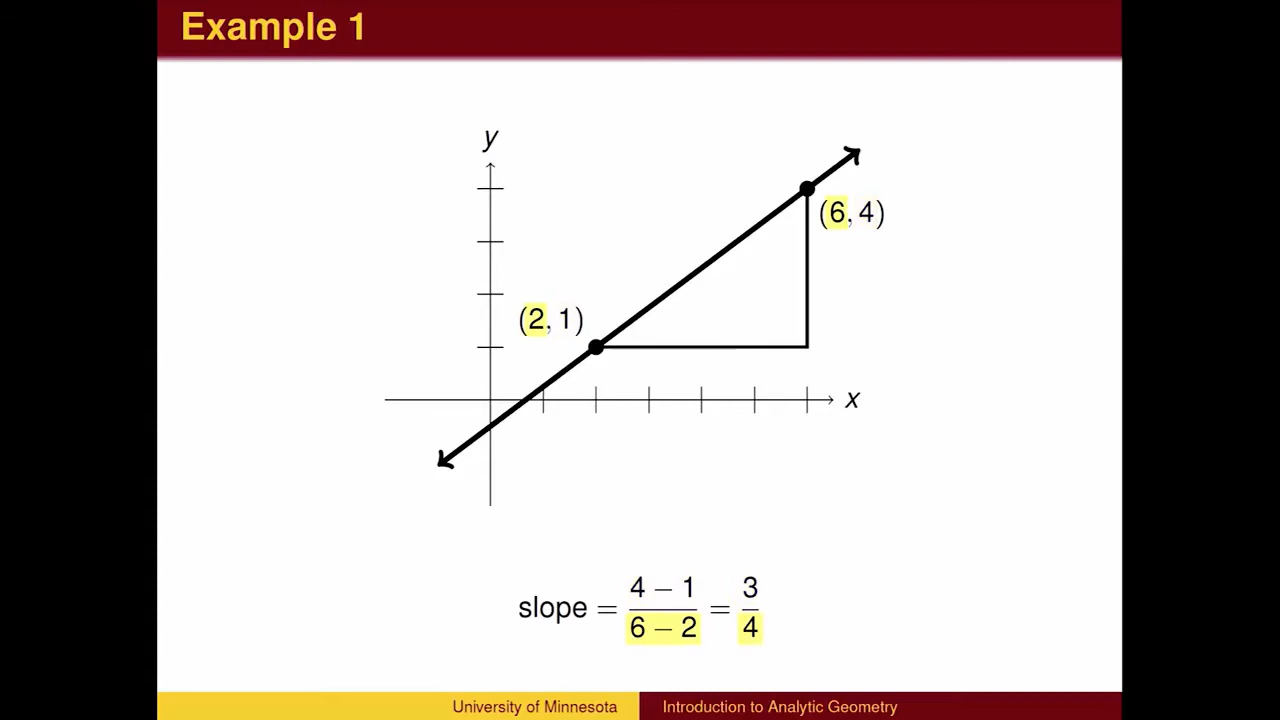 Example 1
y
(6, 4)
(2, 1)
x
slope = 4 − 1 / 6 − 2 = 3 / 4
University of Minnesota
Introduction to Analytic Geometry